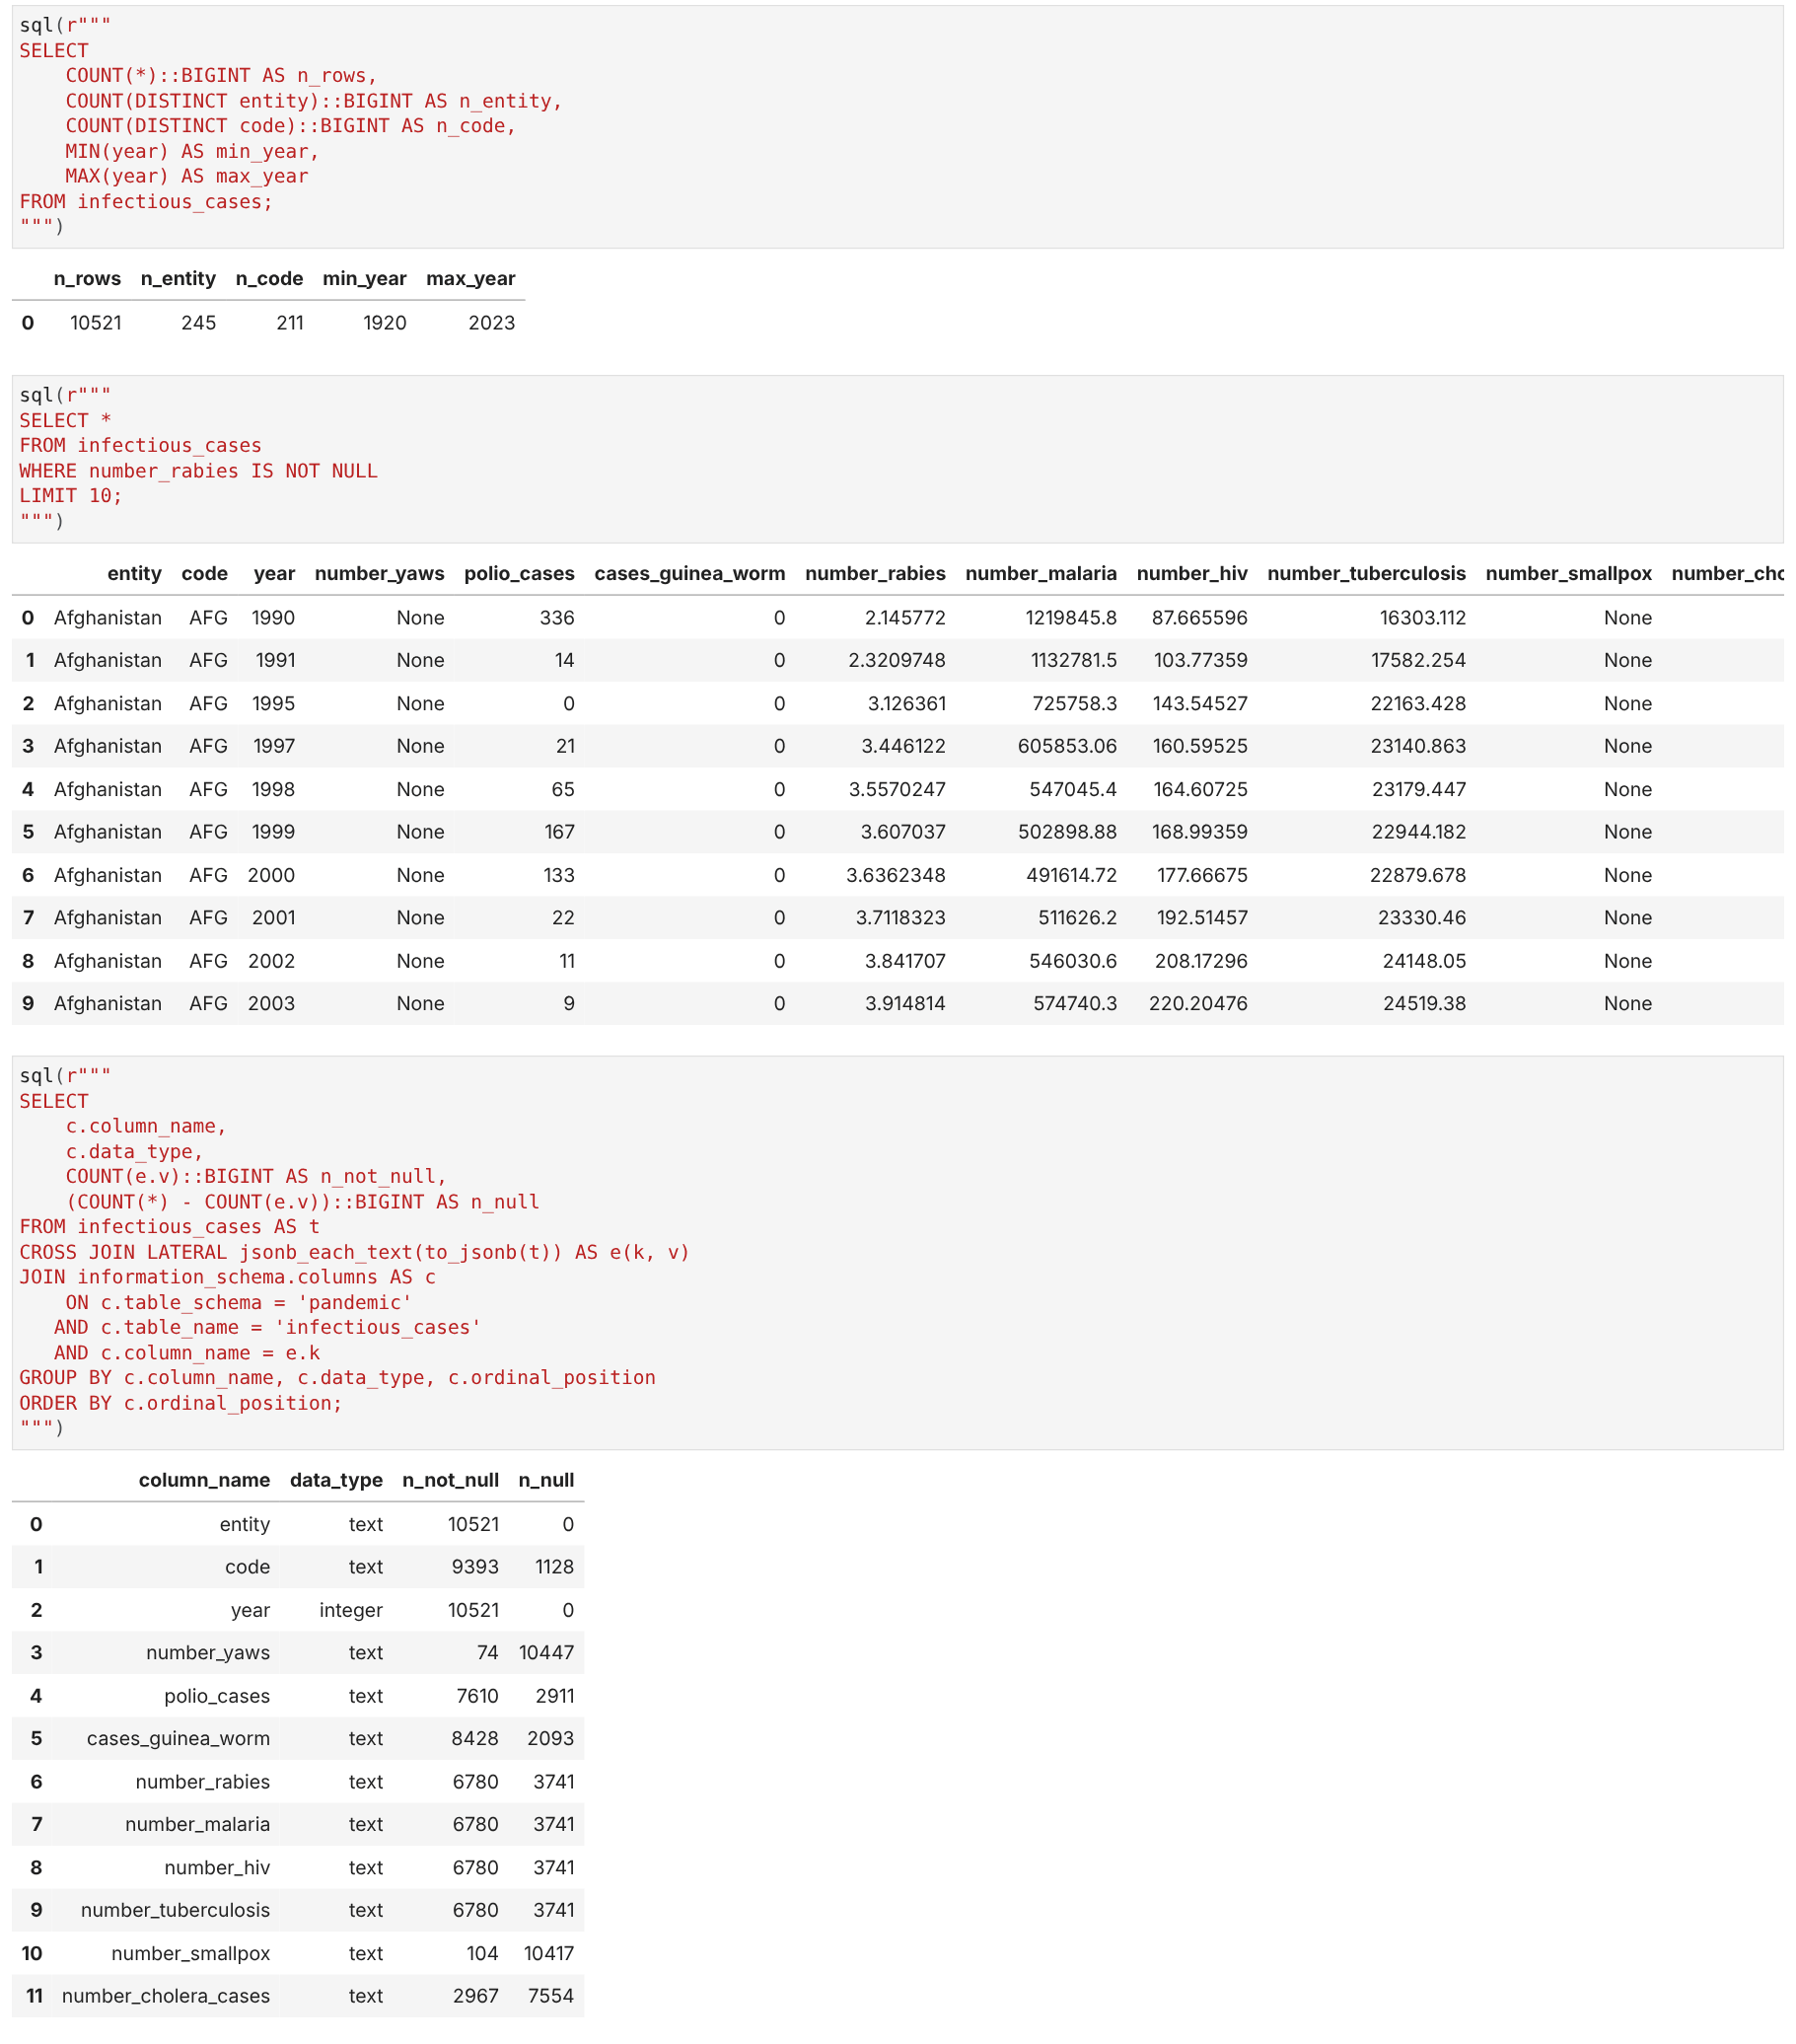 sql(r"""
SELECT
    COUNT(*)::BIGINT AS n_rows,
    COUNT(DISTINCT entity)::BIGINT AS n_entity,
    COUNT(DISTINCT code)::BIGINT AS n_code,
    MIN(year) AS min_year,
    MAX(year) AS max_year
FROM infectious_cases;
""")
n_rows n_entity n_code min_year max_year
0 10521 245 211 1920 2023
sql(r"""
SELECT *
FROM infectious_cases
WHERE number_rabies IS NOT NULL
LIMIT 10;
""")
entity code year number_yaws polio_cases cases_guinea_worm number_rabies number_malaria number_hiv number_tuberculosis number_smallpox number_cho
0 Afghanistan AFG 1990 None 336 0 2.145772 1219845.8 87.665596 16303.112 None
1 Afghanistan AFG 1991 None 14 0 2.3209748 1132781.5 103.77359 17582.254 None
2 Afghanistan AFG 1995 None 0 0 3.126361 725758.3 143.54527 22163.428 None
3 Afghanistan AFG 1997 None 21 0 3.446122 605853.06 160.59525 23140.863 None
4 Afghanistan AFG 1998 None 65 0 3.5570247 547045.4 164.60725 23179.447 None
5 Afghanistan AFG 1999 None 167 0 3.607037 502898.88 168.99359 22944.182 None
6 Afghanistan AFG 2000 None 133 0 3.6362348 491614.72 177.66675 22879.678 None
7 Afghanistan AFG 2001 None 22 0 3.7118323 511626.2 192.51457 23330.46 None
8 Afghanistan AFG 2002 None 11 0 3.841707 546030.6 208.17296 24148.05 None
9 Afghanistan AFG 2003 None 9 0 3.914814 574740.3 220.20476 24519.38 None
sql(r"""
SELECT
    c.column_name,
    c.data_type,
    COUNT(e.v)::BIGINT AS n_not_null,
    (COUNT(*) - COUNT(e.v))::BIGINT AS n_null
FROM infectious_cases AS t
CROSS JOIN LATERAL jsonb_each_text(to_jsonb(t)) AS e(k, v)
JOIN information_schema.columns AS c
    ON c.table_schema = 'pandemic'
   AND c.table_name = 'infectious_cases'
   AND c.column_name = e.k
GROUP BY c.column_name, c.data_type, c.ordinal_position
ORDER BY c.ordinal_position;
""")
column_name data_type n_not_null n_null
0 entity text 10521 0
1 code text 9393 1128
2 year integer 10521 0
3 number_yaws text 74 10447
4 polio_cases text 7610 2911
5 cases_guinea_worm text 8428 2093
6 number_rabies text 6780 3741
7 number_malaria text 6780 3741
8 number_hiv text 6780 3741
9 number_tuberculosis text 6780 3741
10 number_smallpox text 104 10417
11 number_cholera_cases text 2967 7554